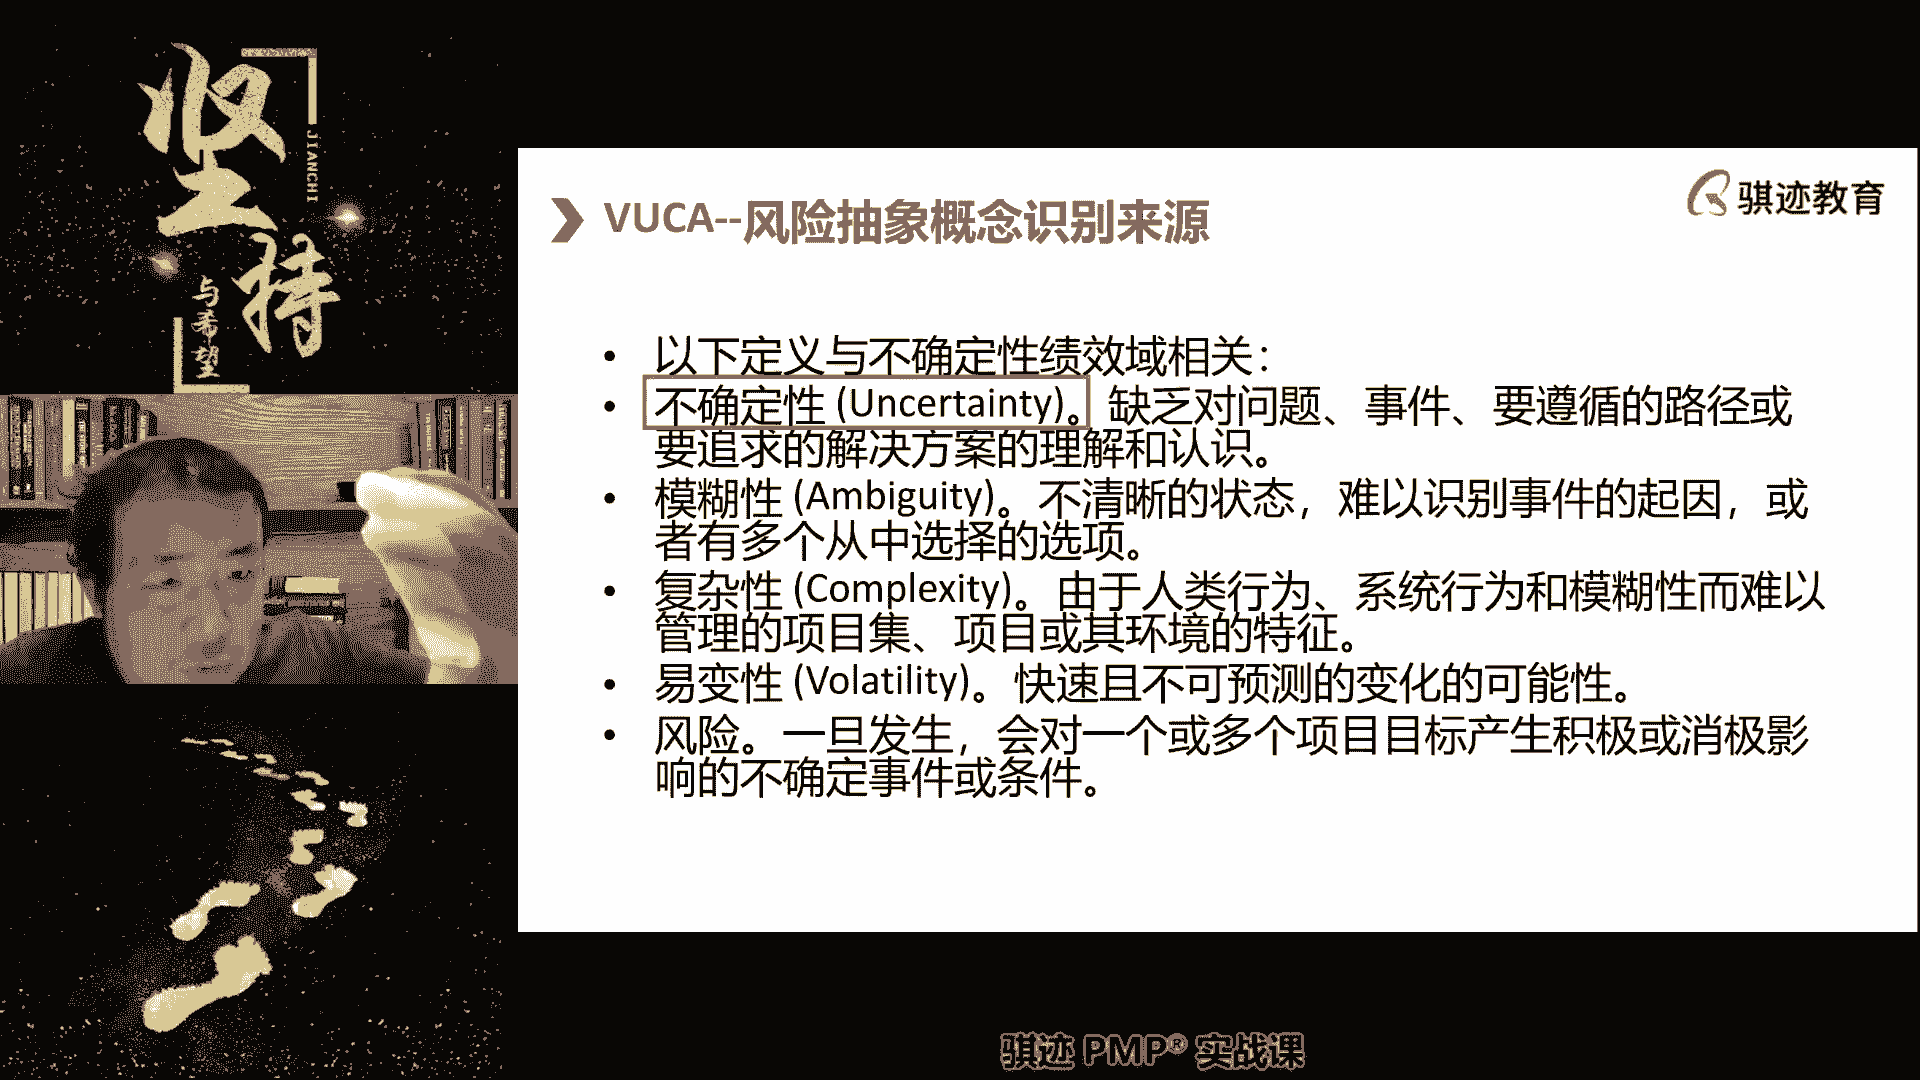 坚持
JIANCHI
与希望
骐迹教育
VUCA--风险抽象概念识别来源
• 以下定义与不确定性绩效域相关：
• 不确定性 (Uncertainty)。缺乏对问题、事件、要遵循的路径或
要追求的解决方案的理解和认识。
• 模糊性 (Ambiguity)。不清晰的状态，难以识别事件的起因，或
者有多个从中选择的选项。
• 复杂性 (Complexity)。由于人类行为、系统行为和模糊性而难以
管理的项目集、项目或其环境的特征。
• 易变性 (Volatility)。快速且不可预测的变化的可能性。
• 风险。一旦发生，会对一个或多个项目目标产生积极或消极影
响的不确定事件或条件。
骐迹 PMP® 实战课